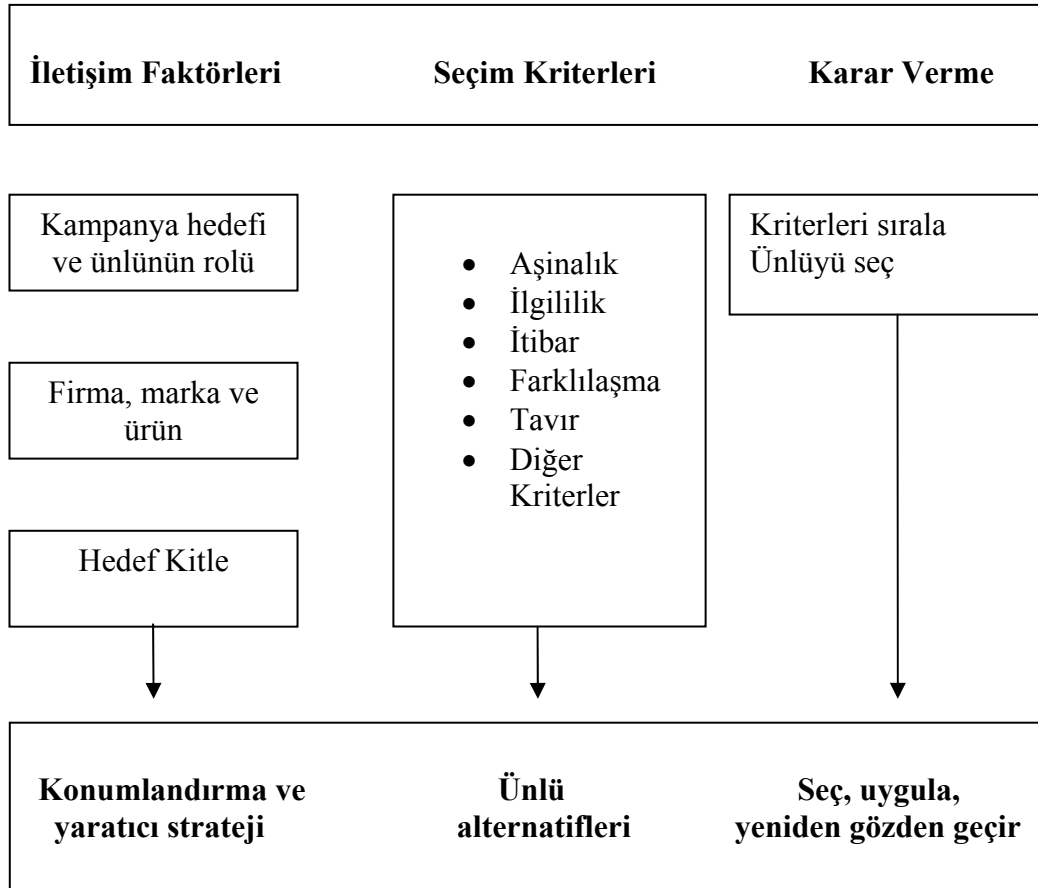 İletişim Faktörleri
Seçim Kriterleri
Karar Verme
Kampanya hedefi
ve ünlünün rolü
Firma, marka ve
ürün
Hedef Kitle
• Aşinalık
• İlgililik
• İtibar
• Farklılaşma
• Tavır
• Diğer
Kriterler
Kriterleri sırala
Ünlüyü seç
Konumlandırma ve
yaratıcı strateji
Ünlü
alternatifleri
Seç, uygula,
yeniden gözden geçir